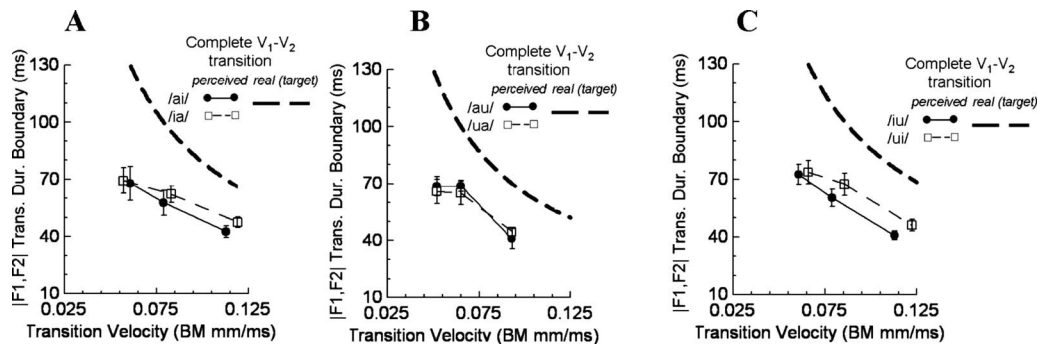 A
Complete V1-V2
transition
perceived real (target)
/ai/
/ia/
|F1,F2| Trans. Dur. Boundary (ms)
130
100
70
40
10
0.025
0.075
0.125
Transition Velocity (BM mm/ms)
B
Complete V1-V2
transition
perceived real (target)
/au/
/ua/
|F1,F2| Trans. Dur. Boundary (ms)
130
100
70
40
10
0.025
0.075
0.125
Transition Velocity (BM mm/ms)
C
Complete V1-V2
transition
perceived real (target)
/iu/
/ui/
|F1,F2| Trans. Dur. Boundary (ms)
130
100
70
40
10
0.025
0.075
0.125
Transition Velocity (BM mm/ms)